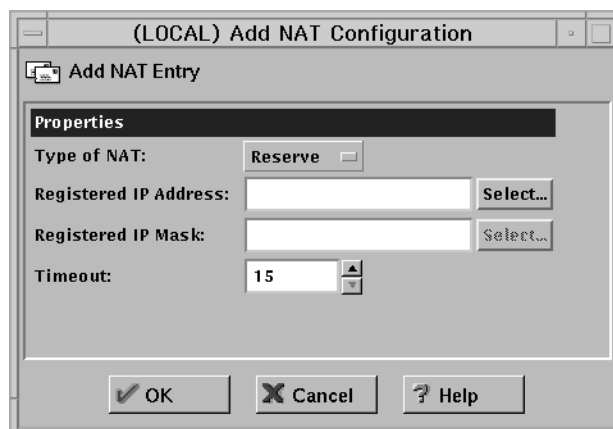 (LOCAL) Add NAT Configuration
Add NAT Entry
Properties
Type of NAT: Reserve
Registered IP Address: Select...
Registered IP Mask: Select...
Timeout: 15
OK Cancel Help